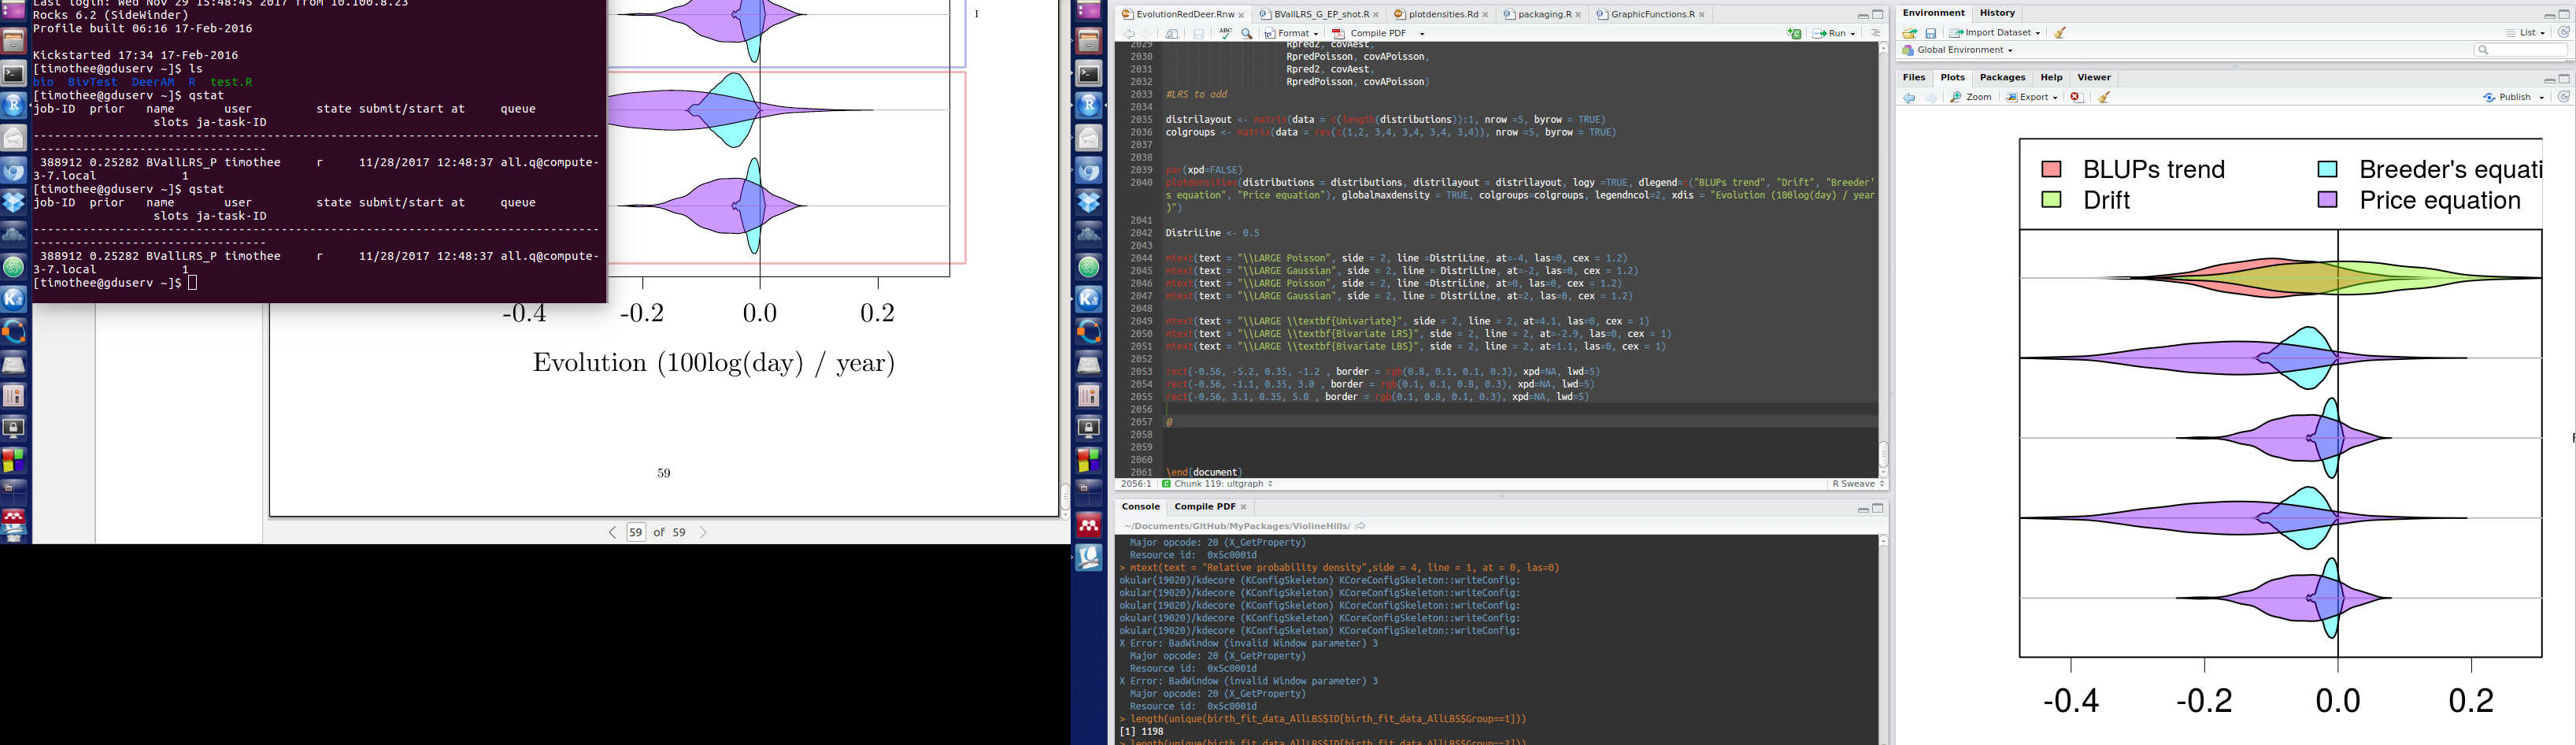 Last login: Wed Nov 29 15:48:45 2017 from 10.100.8.23
Rocks 6.2 (SideWinder)
Profile built 06:16 17-Feb-2016
Kickstarted 17:34 17-Feb-2016
[timothee@gduserv ~]$ ls
bio  BivTest  DeerAM  R  test.R
[timothee@gduserv ~]$ qstat
job-ID  prior   name       user         state submit/start at     queue
slots ja-task-ID
-----------------------------------------------------------------------------------
---------------------------------
388912 0.25282 BVallLRS_P timothee     r     11/28/2017 12:48:37 all.q@compute-
3-7.local            1
[timothee@gduserv ~]$ qstat
job-ID  prior   name       user         state submit/start at     queue
slots ja-task-ID
-----------------------------------------------------------------------------------
---------------------------------
388912 0.25282 BVallLRS_P timothee     r     11/28/2017 12:48:37 all.q@compute-
3-7.local            1
[timothee@gduserv ~]$
-0.4 -0.2 0.0 0.2
Evolution (100log(day) / year)
59
59 of 59
EvolutionRedDeer.Rnw BVallLRS_G_EP_shot.R plotdensities.Rd packaging.R GraphicFunctions.R
ABC Format Compile PDF Run
2029 Rpred2, covAest,
2030 RpredPoisson, covAPoisson,
2031 Rpred2, covAest,
2032 RpredPoisson, covAPoisson)
2033 #LRS to add
2034
2035 distrilayout <- matrix(data = c(length(distributions)):1, nrow =5, byrow = TRUE)
2036 colgroups <- matrix(data = rev(c(1,2, 3,4, 3,4, 3,4, 3,4)), nrow =5, byrow = TRUE)
2037
2038
2039 par(xpd=FALSE)
2040 plotdensities(distributions = distributions, distrilayout = distrilayout, logy =TRUE, dlegend=c("BLUPs trend", "Drift", "Breeder'
s equation", "Price equation"), globalmaxdensity = TRUE, colgroups=colgroups, legendncol=2, xdis = "Evolution (100log(day) / year
)")
2041
2042 DistriLine <- 0.5
2043
2044 mtext(text = "\\LARGE Poisson", side = 2, line =DistriLine, at=-4, las=0, cex = 1.2)
2045 mtext(text = "\\LARGE Gaussian", side = 2, line = DistriLine, at=-2, las=0, cex = 1.2)
2046 mtext(text = "\\LARGE Poisson", side = 2, line =DistriLine, at=0, las=0, cex = 1.2)
2047 mtext(text = "\\LARGE Gaussian", side = 2, line = DistriLine, at=2, las=0, cex = 1.2)
2048
2049 mtext(text = "\\LARGE \\textbf{Univariate}", side = 2, line = 2, at=4.1, las=0, cex = 1)
2050 mtext(text = "\\LARGE \\textbf{Bivariate LRS}", side = 2, line = 2, at=-2.9, las=0, cex = 1)
2051 mtext(text = "\\LARGE \\textbf{Bivariate LBS}", side = 2, line = 2, at=1.1, las=0, cex = 1)
2052
2053 rect(-0.56, -5.2, 0.35, -1.2 , border = rgb(0.8, 0.1, 0.1, 0.3), xpd=NA, lwd=5)
2054 rect(-0.56, -1.1, 0.35, 3.0 , border = rgb(0.1, 0.1, 0.8, 0.3), xpd=NA, lwd=5)
2055 rect(-0.56, 3.1, 0.35, 5.0 , border = rgb(0.1, 0.8, 0.1, 0.3), xpd=NA, lwd=5)
2056
2057 @
2058
2059
2060
2061 \end{document}
2056:1 Chunk 119: ultgraph R Sweave
Console Compile PDF
~/Documents/GitHub/MyPackages/ViolineHills/
Major opcode: 20 (X_GetProperty)
Resource id:  0x5c0001d
> mtext(text = "Relative probability density",side = 4, line = 1, at = 0, las=0)
okular(19020)/kdecore (KConfigSkeleton) KCoreConfigSkeleton::writeConfig:
okular(19020)/kdecore (KConfigSkeleton) KCoreConfigSkeleton::writeConfig:
okular(19020)/kdecore (KConfigSkeleton) KCoreConfigSkeleton::writeConfig:
okular(19020)/kdecore (KConfigSkeleton) KCoreConfigSkeleton::writeConfig:
okular(19020)/kdecore (KConfigSkeleton) KCoreConfigSkeleton::writeConfig:
X Error: BadWindow (invalid Window parameter) 3
Major opcode: 20 (X_GetProperty)
Resource id:  0x5c0001d
X Error: BadWindow (invalid Window parameter) 3
Major opcode: 20 (X_GetProperty)
Resource id:  0x5c0001d
> length(unique(birth_fit_data_AllLBS$ID[birth_fit_data_AllLBS$Group==1]))
[1] 1198
> length(unique(birth_fit_data_AllLBS$ID[birth_fit_data_AllLBS$Group==2]))
Environment History
Import Dataset List
Global Environment
Files Plots Packages Help Viewer
Zoom Export Publish
BLUPs trend Breeder's equati
Drift Price equation
-0.4 -0.2 0.0 0.2